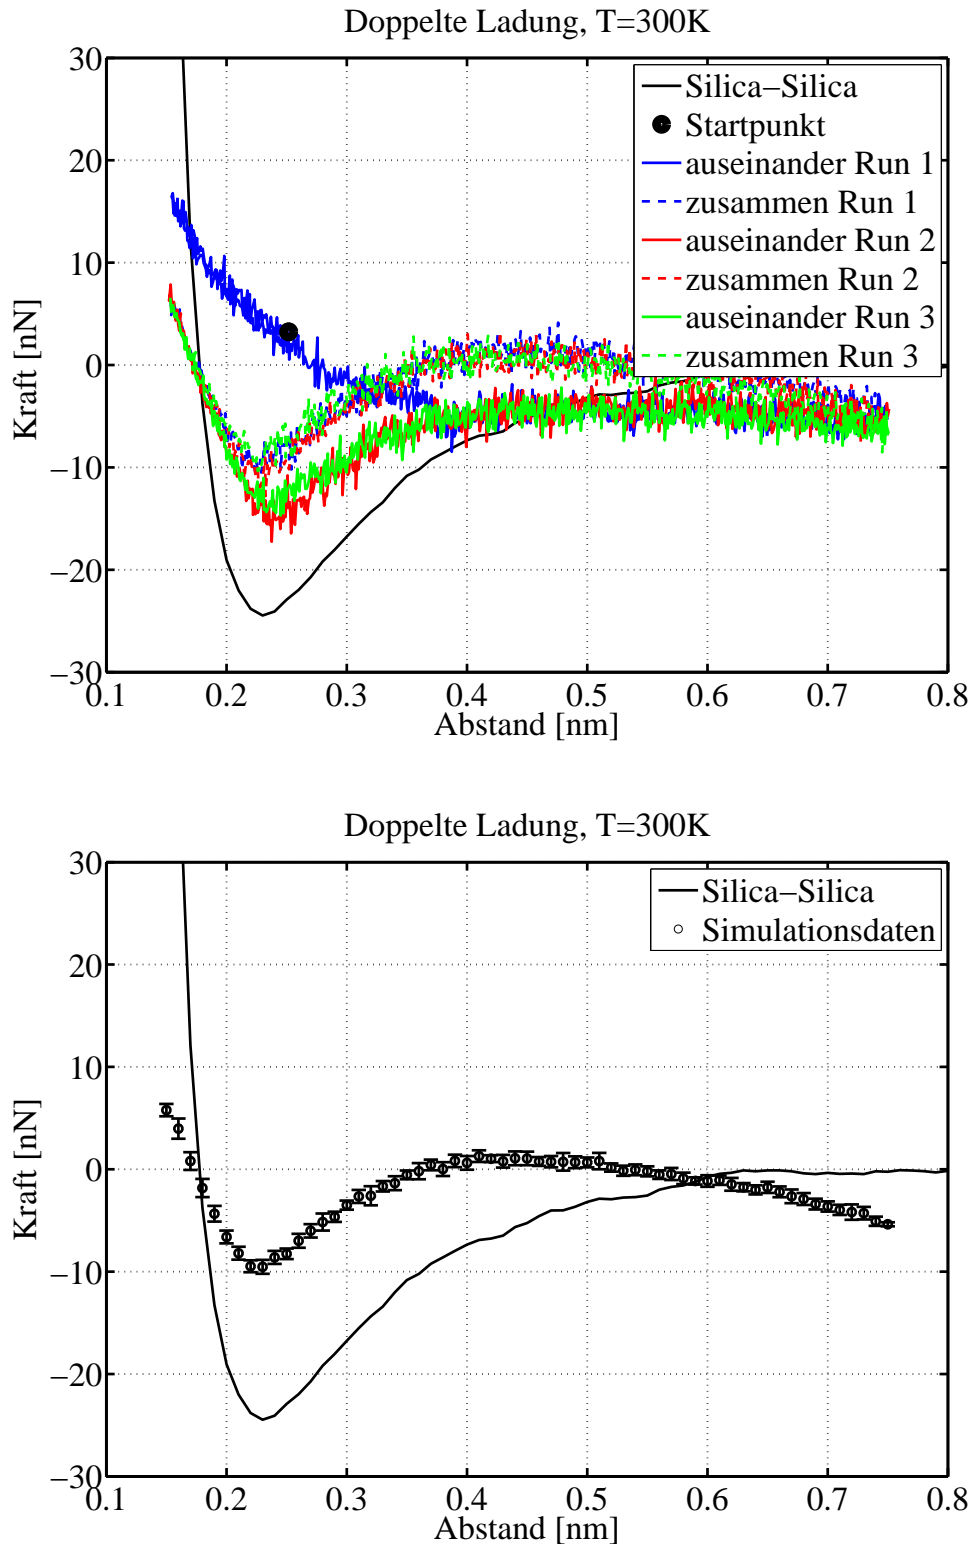 Doppelte Ladung, T=300K
30
20
10
0
−10
−20
−30
Kraft [nN]
Silica−Silica
Startpunkt
auseinander Run 1
zusammen Run 1
auseinander Run 2
zusammen Run 2
auseinander Run 3
zusammen Run 3
0.1 0.2 0.3 0.4 0.5 0.6 0.7 0.8
Abstand [nm]
Doppelte Ladung, T=300K
30
20
10
0
−10
−20
−30
Kraft [nN]
Silica−Silica
Simulationsdaten
0.1 0.2 0.3 0.4 0.5 0.6 0.7 0.8
Abstand [nm]